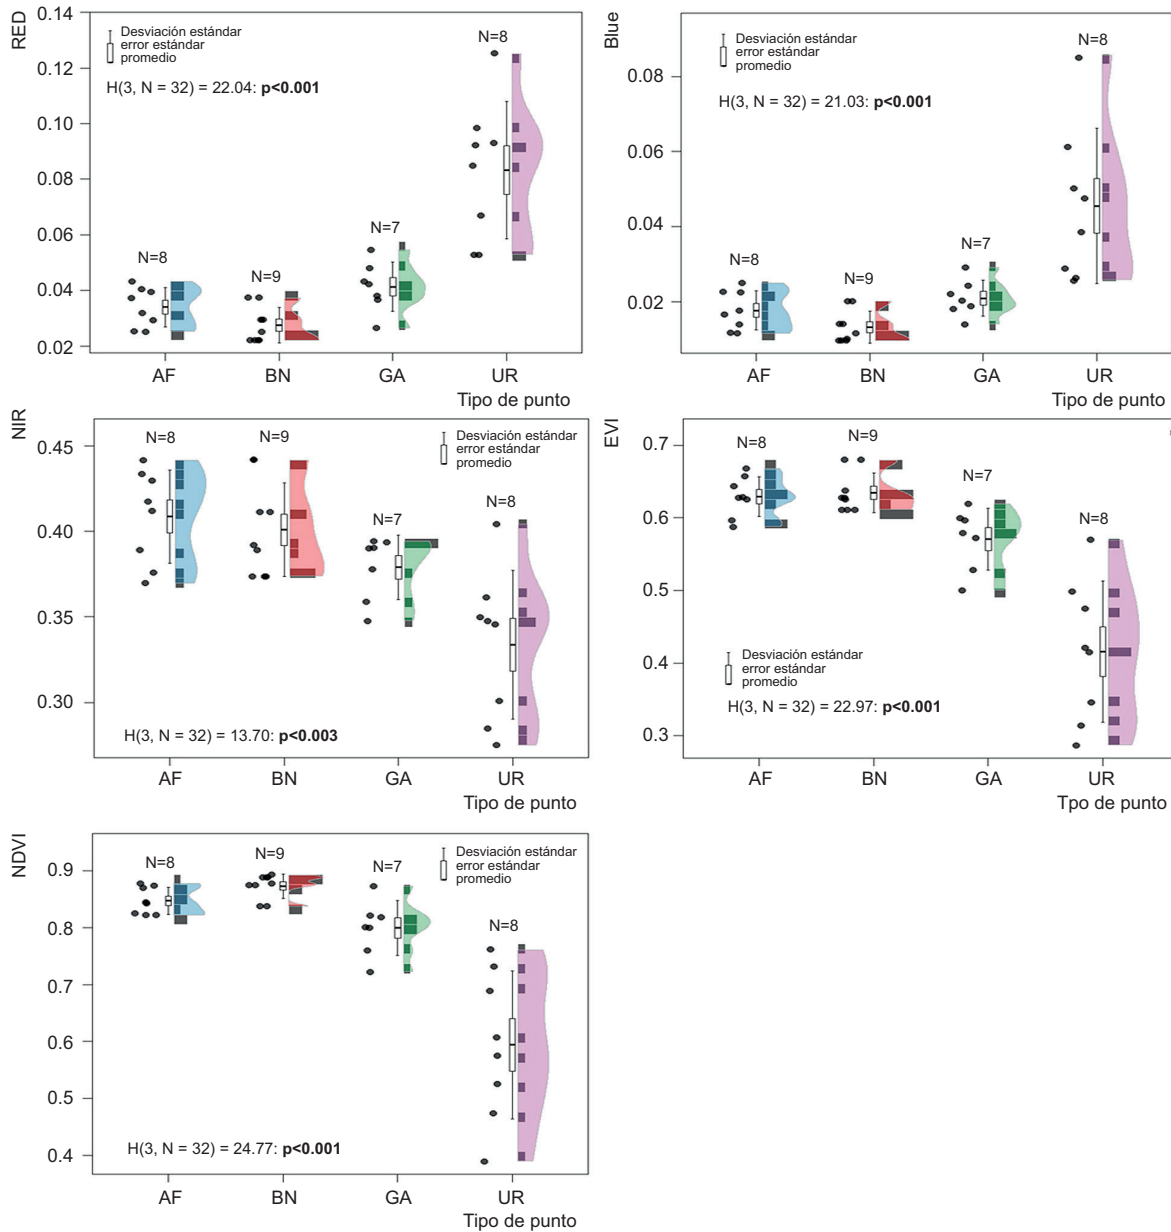 RED
0.14
0.12
0.10
0.08
0.06
0.04
0.02
Desviación estándar
error estándar
promedio
H(3, N = 32) = 22.04: p<0.001
N=8
N=9
N=7
N=8
AF BN GA UR
Tipo de punto
Blue
0.08
0.06
0.04
0.02
Desviación estándar
error estándar
promedio
H(3, N = 32) = 21.03: p<0.001
N=8
N=9
N=7
N=8
AF BN GA UR
Tipo de punto
NIR
0.45
0.40
0.35
0.30
N=8
N=9
N=7
N=8
Desviación estándar
error estándar
promedio
H(3, N = 32) = 13.70: p<0.003
AF BN GA UR
Tipo de punto
EVI
0.7
0.6
0.5
0.4
0.3
N=8
N=9
N=7
N=8
Desviación estándar
error estándar
promedio
H(3, N = 32) = 22.97: p<0.001
AF BN GA UR
Tpo de punto
NDVI
0.9
0.8
0.7
0.6
0.5
0.4
N=8
N=9
N=7
N=8
Desviación estándar
error estándar
promedio
H(3, N = 32) = 24.77: p<0.001
AF BN GA UR
Tipo de punto